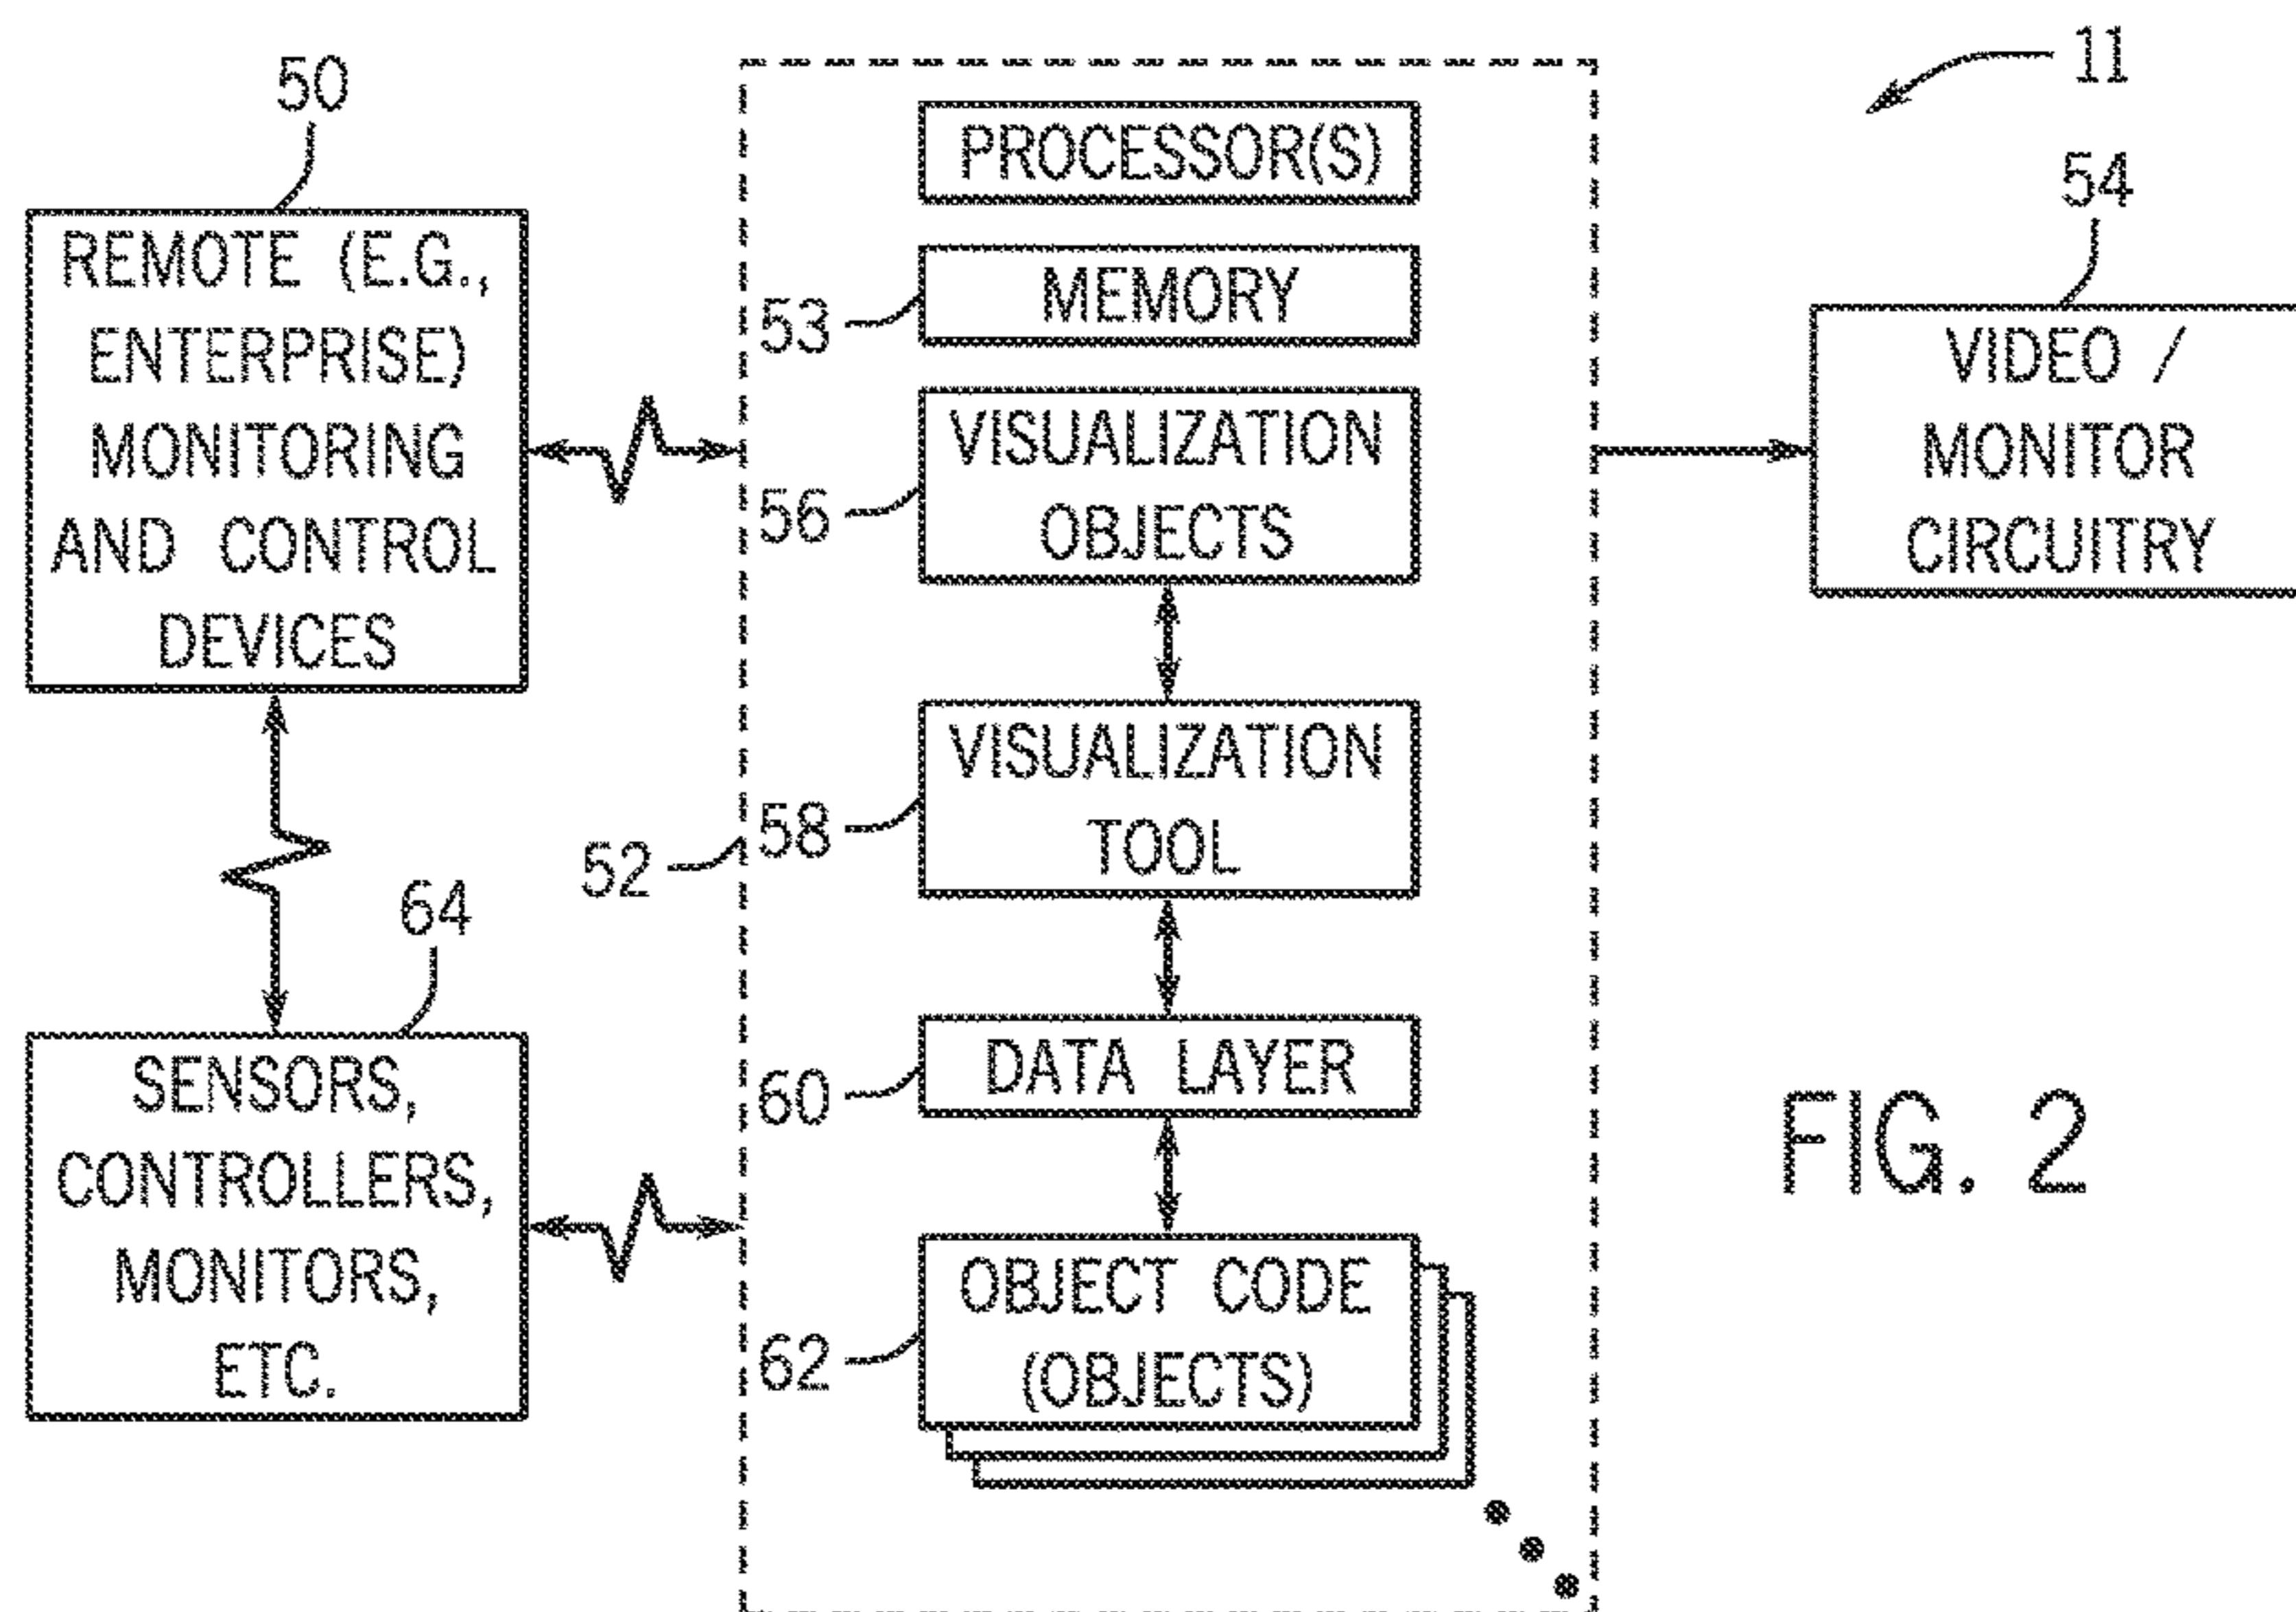 11
50
REMOTE (E.G.,
ENTERPRISE)
MONITORING
AND CONTROL
DEVICES
64
SENSORS,
CONTROLLERS,
MONITORS,
ETC.
52
PROCESSOR(S)
53
MEMORY
56
VISUALIZATION
OBJECTS
58
VISUALIZATION
TOOL
60
DATA LAYER
62
OBJECT CODE
(OBJECTS)
54
VIDEO /
MONITOR
CIRCUITRY
FIG. 2